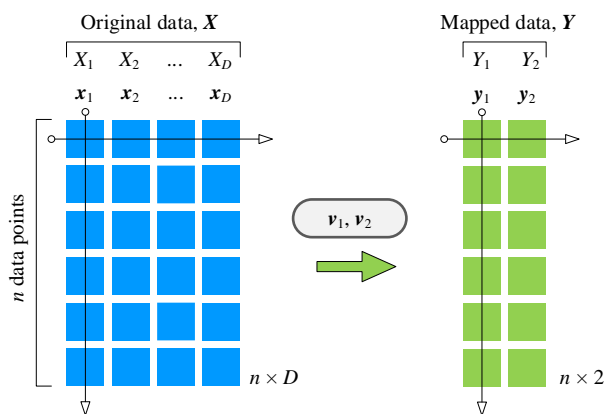 Original data, X
X1 X2 ... XD
x1 x2 ... xD
n data points
n × D
v1, v2
Mapped data, Y
Y1 Y2
y1 y2
n × 2